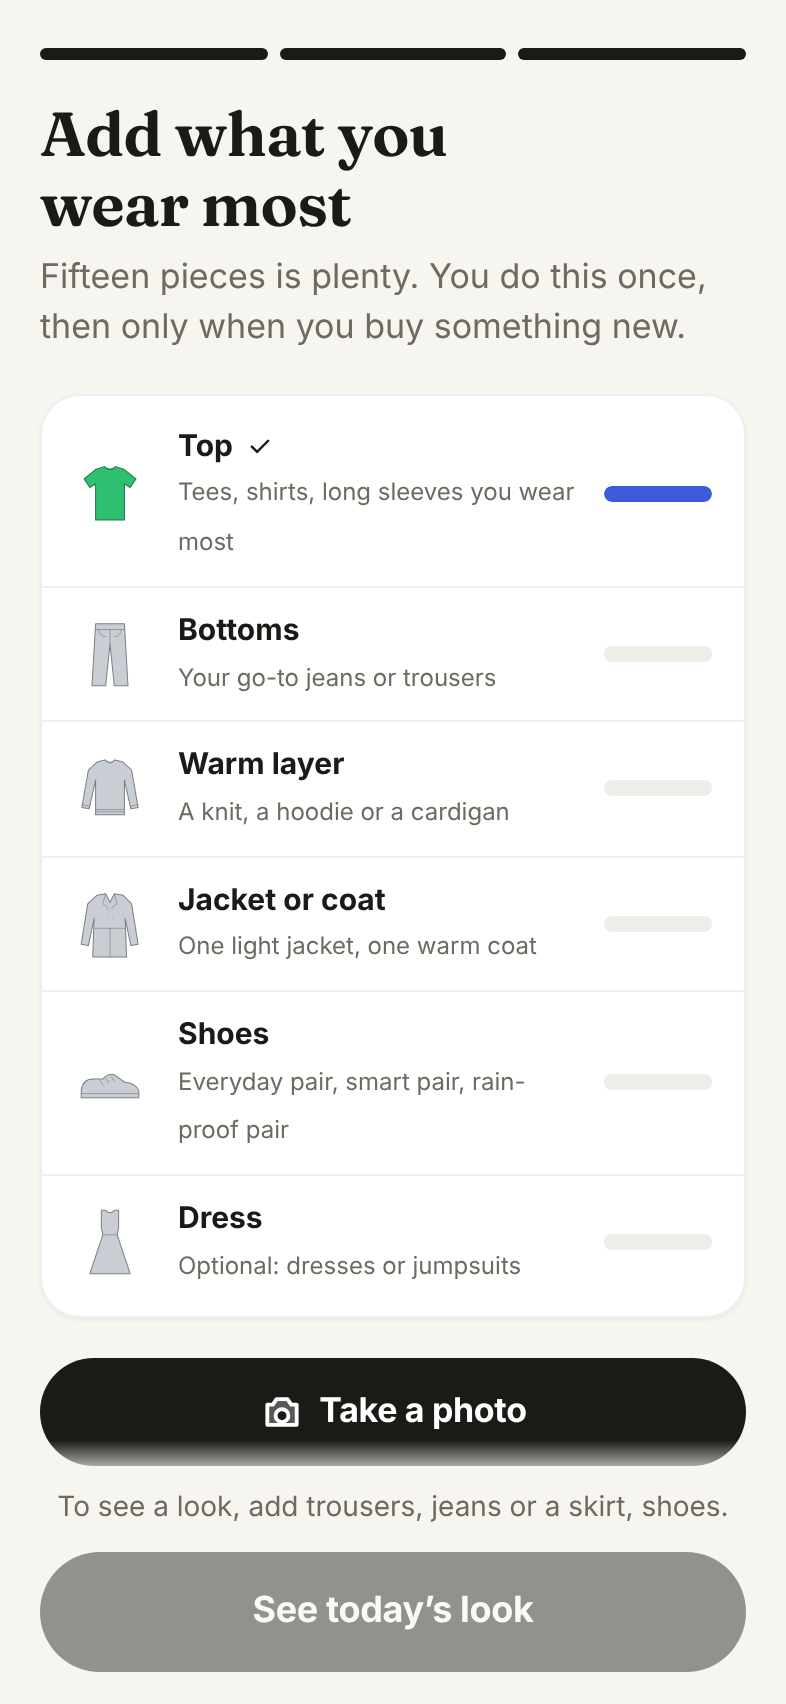 Add what you
wear most
Fifteen pieces is plenty. You do this once,
then only when you buy something new.
Top
Tees, shirts, long sleeves you wear
most
Bottoms
Your go-to jeans or trousers
Warm layer
A knit, a hoodie or a cardigan
Jacket or coat
One light jacket, one warm coat
Shoes
Everyday pair, smart pair, rain-
proof pair
Dress
Optional: dresses or jumpsuits
Take a photo
To see a look, add trousers, jeans or a skirt, shoes.
See today’s look